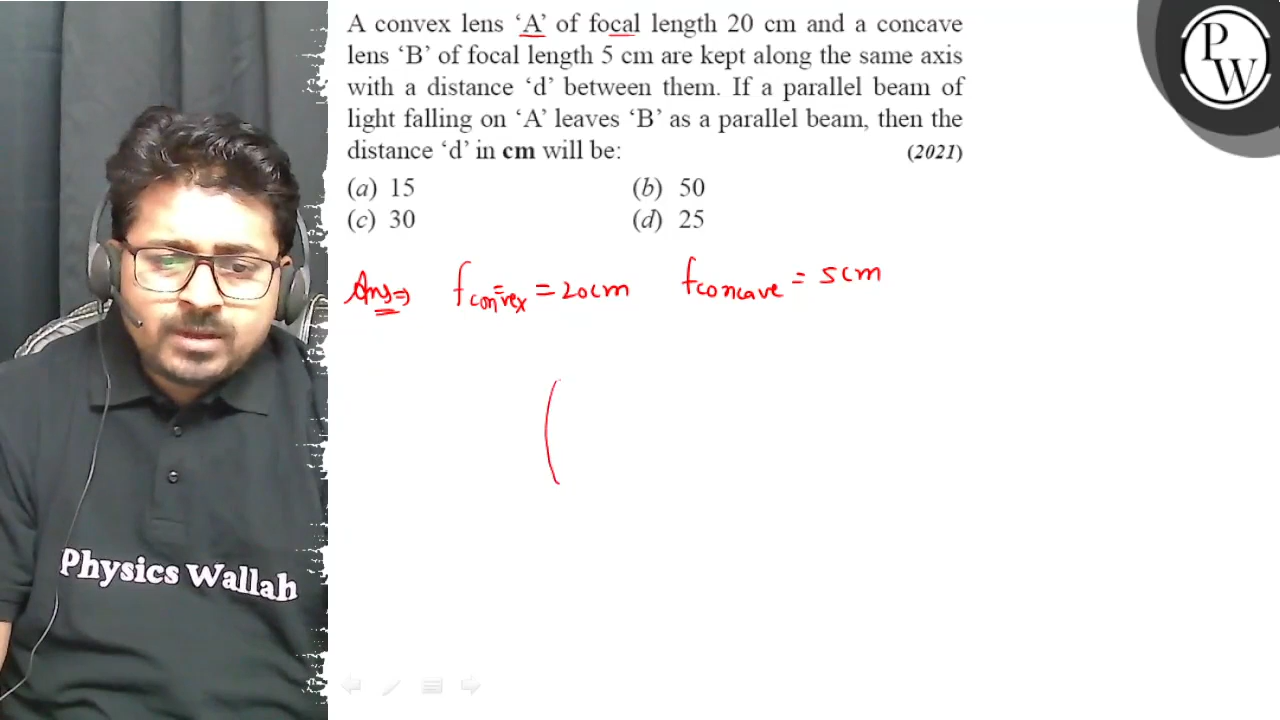 A convex lens ‘A’ of focal length 20 cm and a concave
lens ‘B’ of focal length 5 cm are kept along the same axis
with a distance ‘d’ between them. If a parallel beam of
light falling on ‘A’ leaves ‘B’ as a parallel beam, then the
distance ‘d’ in cm will be: (2021)
(a) 15 (b) 50
(c) 30 (d) 25
Ans⇒ fconvex = 20cm fconcave = 5cm
PW
Physics Wallah